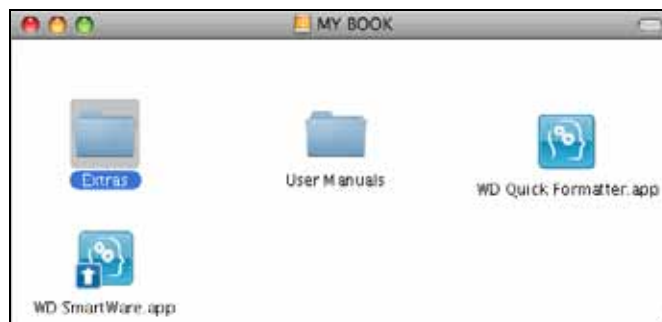 MY BOOK
Extras
User Manuals
WD Quick Formatter.app
WD SmartWare.app